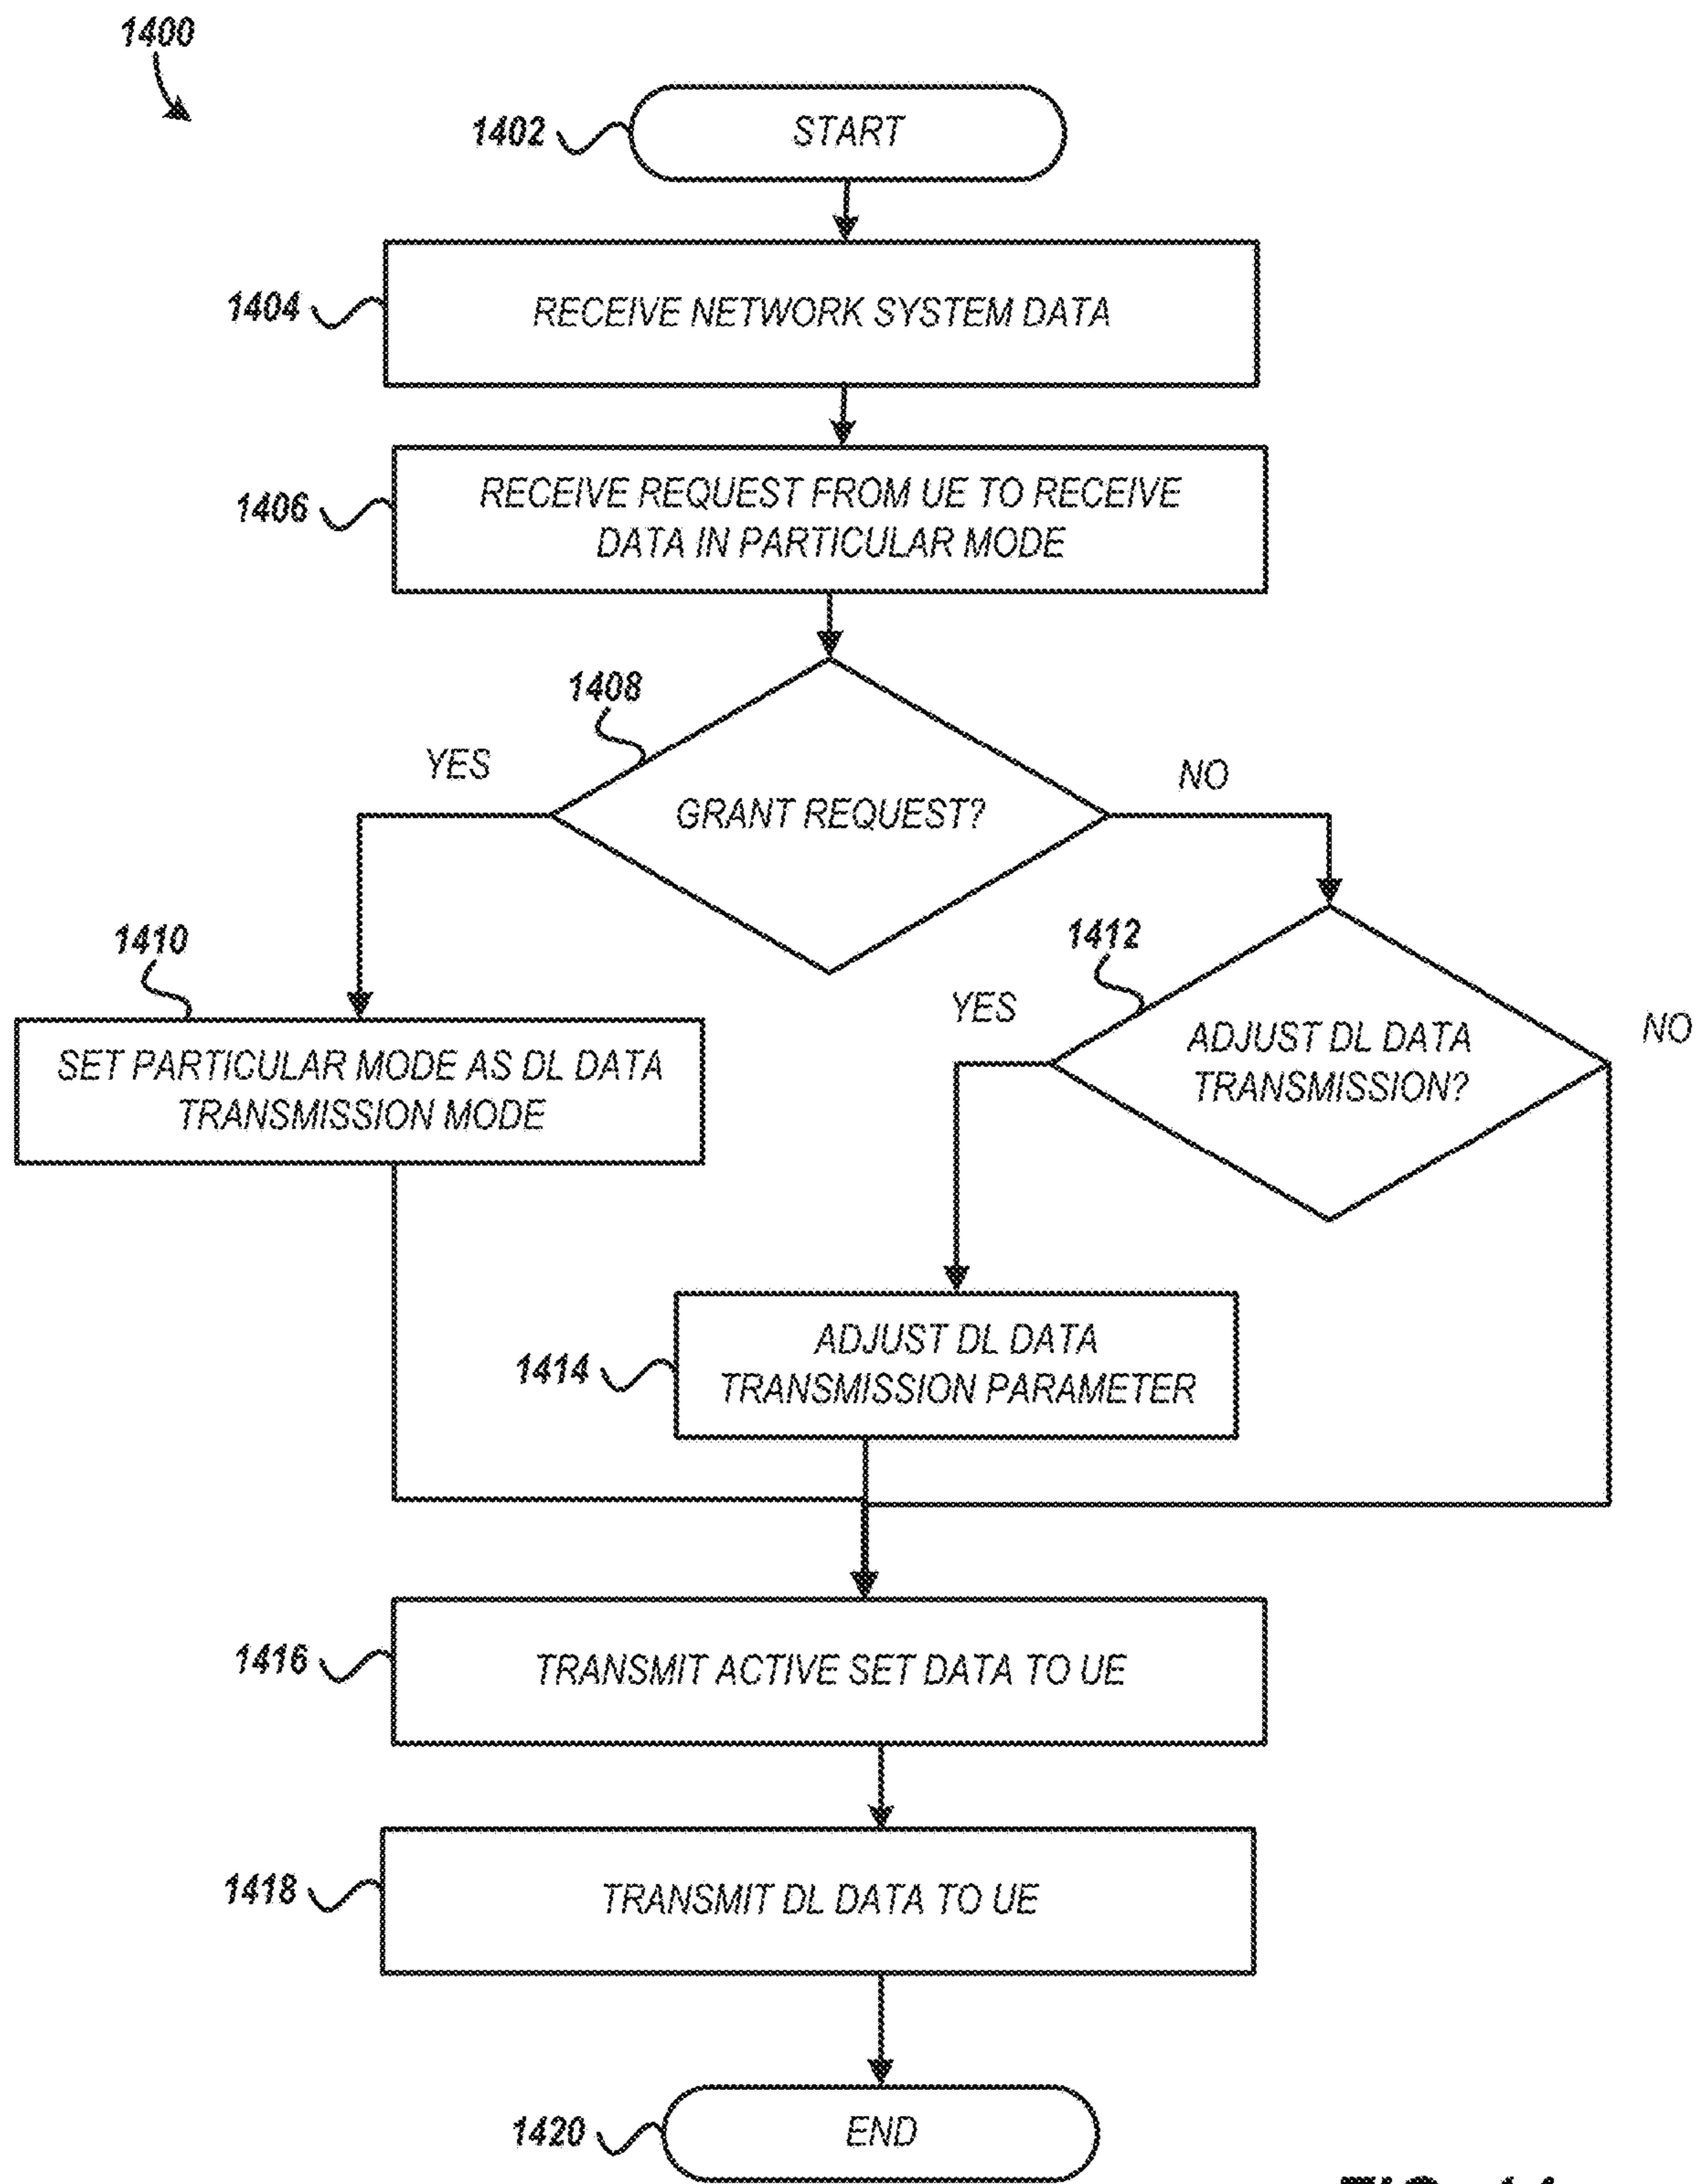 1400
1402
START
1404
RECEIVE NETWORK SYSTEM DATA
1406
RECEIVE REQUEST FROM UE TO RECEIVE
DATA IN PARTICULAR MODE
1408
YES
GRANT REQUEST?
NO
1410
SET PARTICULAR MODE AS DL DATA
TRANSMISSION MODE
1412
YES
ADJUST DL DATA
TRANSMISSION?
NO
1414
ADJUST DL DATA
TRANSMISSION PARAMETER
1416
TRANSMIT ACTIVE SET DATA TO UE
1418
TRANSMIT DL DATA TO UE
1420
END